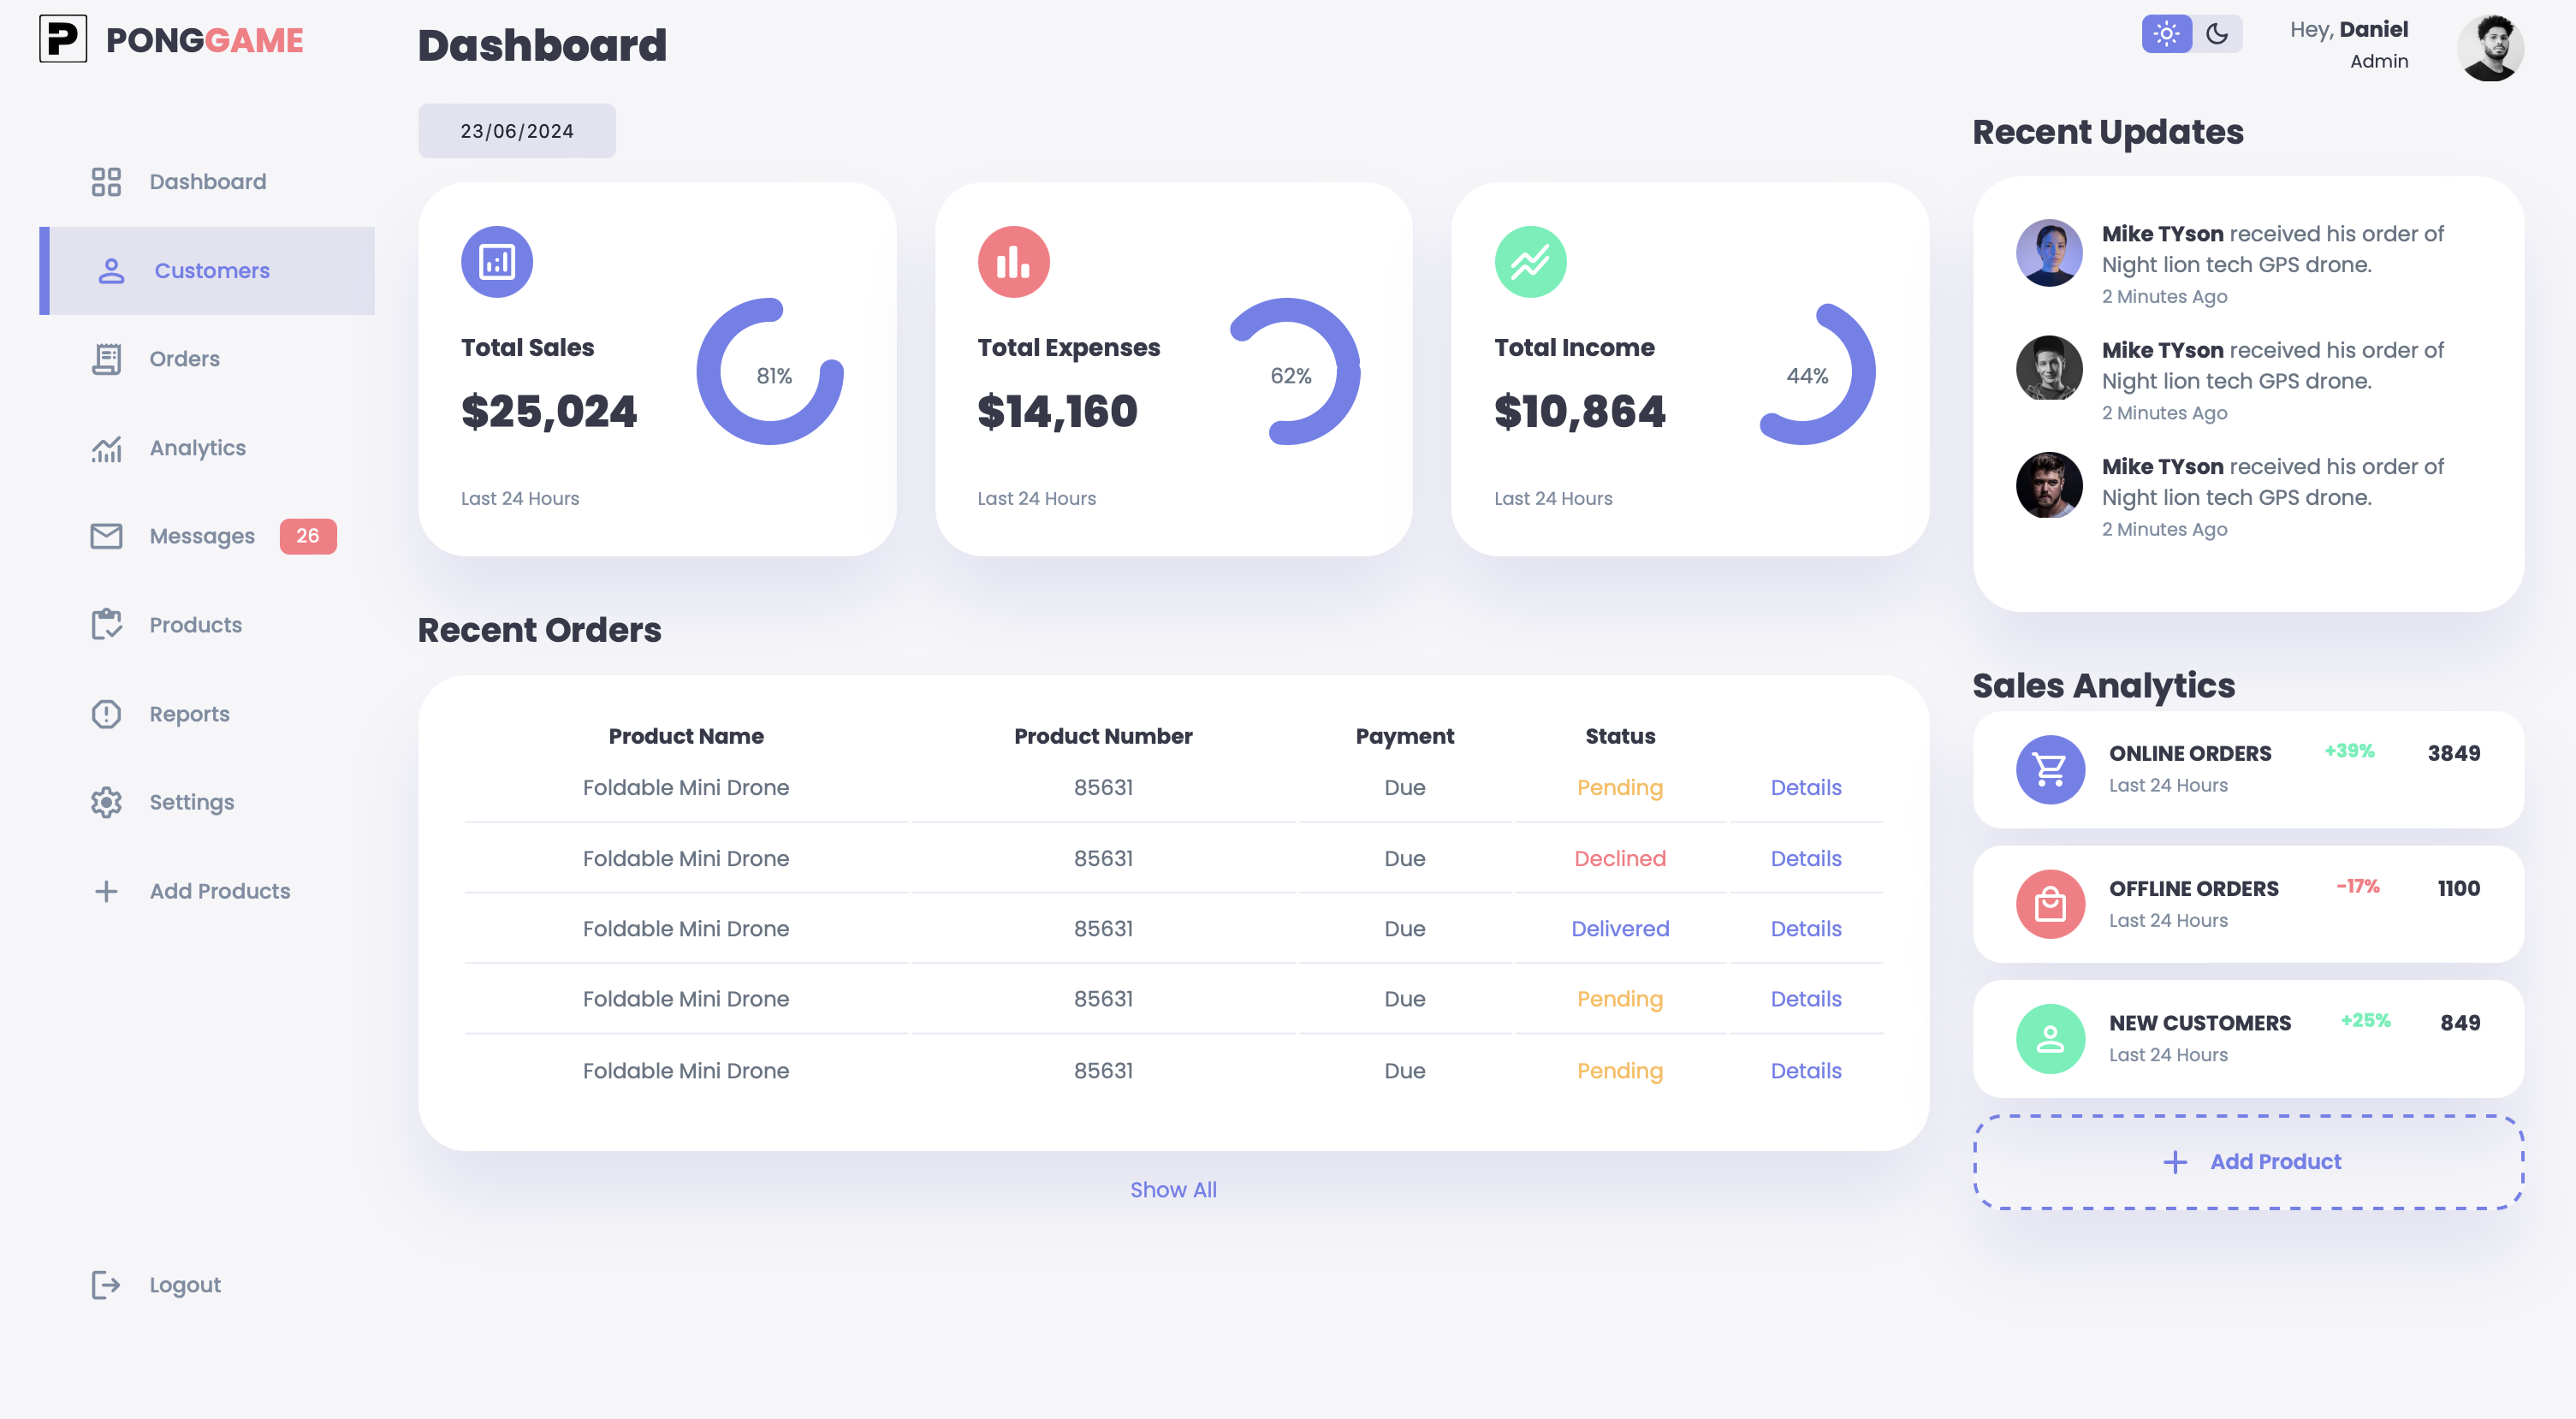 P PONGGAME
Dashboard
Customers
Orders
Analytics
Messages 26
Products
Reports
Settings
Add Products
Logout
Dashboard
23/06/2024
Total Sales
$25,024
81%
Last 24 Hours
Total Expenses
$14,160
62%
Last 24 Hours
Total Income
$10,864
44%
Last 24 Hours
Recent Orders
Product Name Product Number Payment Status
Foldable Mini Drone 85631 Due Pending Details
Foldable Mini Drone 85631 Due Declined Details
Foldable Mini Drone 85631 Due Delivered Details
Foldable Mini Drone 85631 Due Pending Details
Foldable Mini Drone 85631 Due Pending Details
Show All
Hey, Daniel
Admin
Recent Updates
Mike TYson received his order of
Night lion tech GPS drone.
2 Minutes Ago
Mike TYson received his order of
Night lion tech GPS drone.
2 Minutes Ago
Mike TYson received his order of
Night lion tech GPS drone.
2 Minutes Ago
Sales Analytics
ONLINE ORDERS +39% 3849
Last 24 Hours
OFFLINE ORDERS -17% 1100
Last 24 Hours
NEW CUSTOMERS +25% 849
Last 24 Hours
Add Product